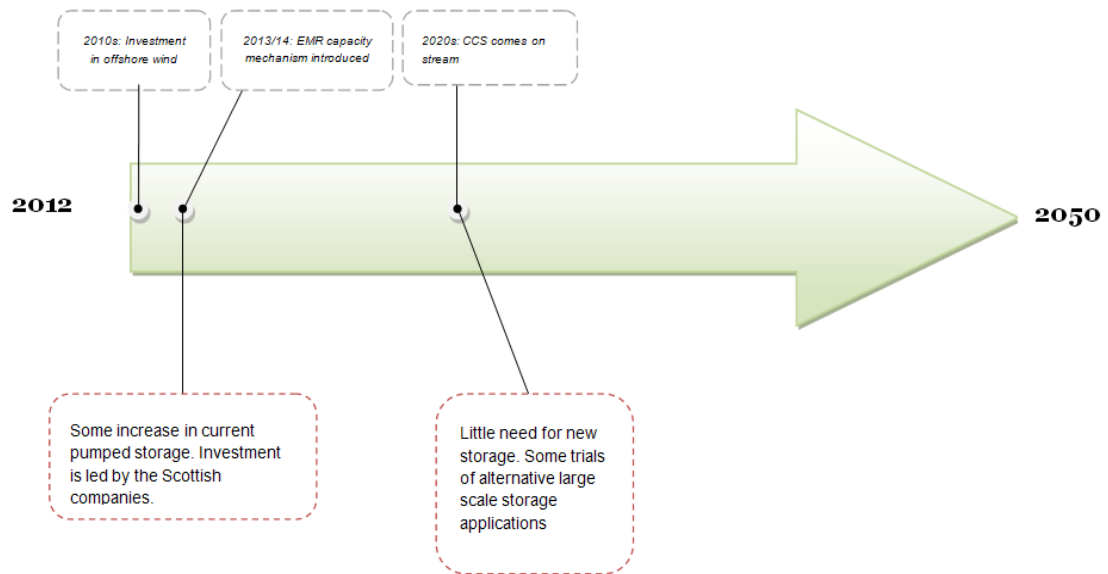 2010s: Investment
in offshore wind
2013/14: EMR capacity
mechanism introduced
2020s: CCS comes on
stream
2012
2050
Some increase in current
pumped storage. Investment
is led by the Scottish
companies.
Little need for new
storage. Some trials
of alternative large
scale storage
applications